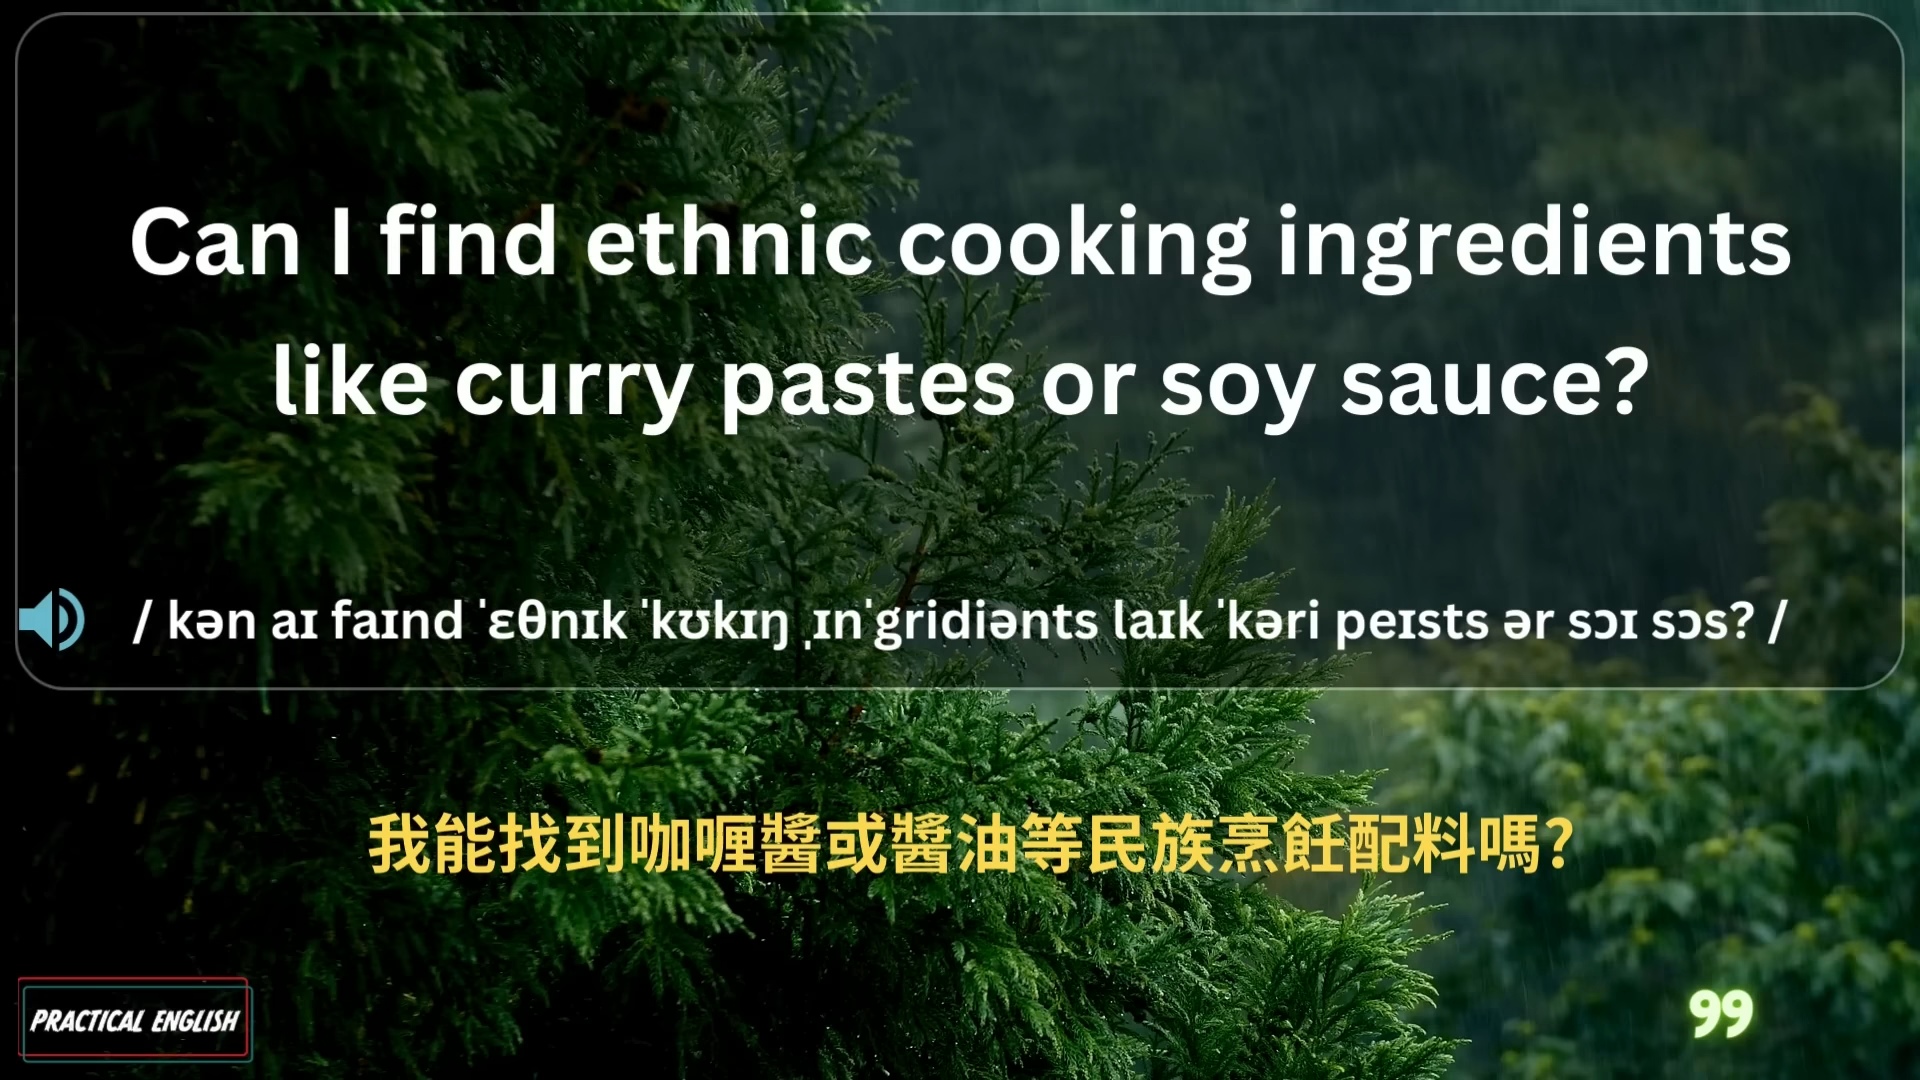 Can I find ethnic cooking ingredients
like curry pastes or soy sauce?
/ kən aɪ faɪnd ˈɛθnɪk ˈkʊkɪŋ ˌɪnˈgridiənts laɪk ˈkəri peɪsts ər sɔɪ sɔs? /
我能找到咖喱醬或醬油等民族烹飪配料嗎?
PRACTICAL ENGLISH
99